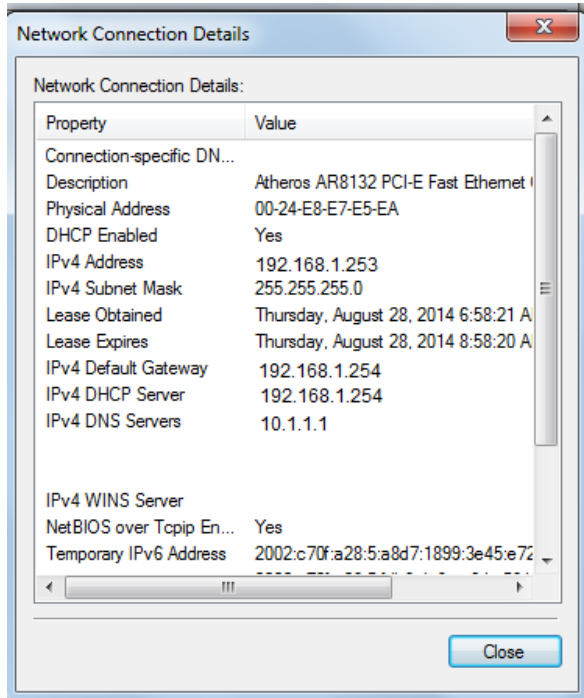 Network Connection Details
Network Connection Details:
Property Value
Connection-specific DN...
Description Atheros AR8132 PCI-E Fast Ethernet
Physical Address 00-24-E8-E7-E5-EA
DHCP Enabled Yes
IPv4 Address 192.168.1.253
IPv4 Subnet Mask 255.255.255.0
Lease Obtained Thursday, August 28, 2014 6:58:21 A
Lease Expires Thursday, August 28, 2014 8:58:20 A
IPv4 Default Gateway 192.168.1.254
IPv4 DHCP Server 192.168.1.254
IPv4 DNS Servers 10.1.1.1
IPv4 WINS Server
NetBIOS over Tcpip En... Yes
Temporary IPv6 Address 2002:c70f:a28:5:a8d7:1899:3e45:e72
Close